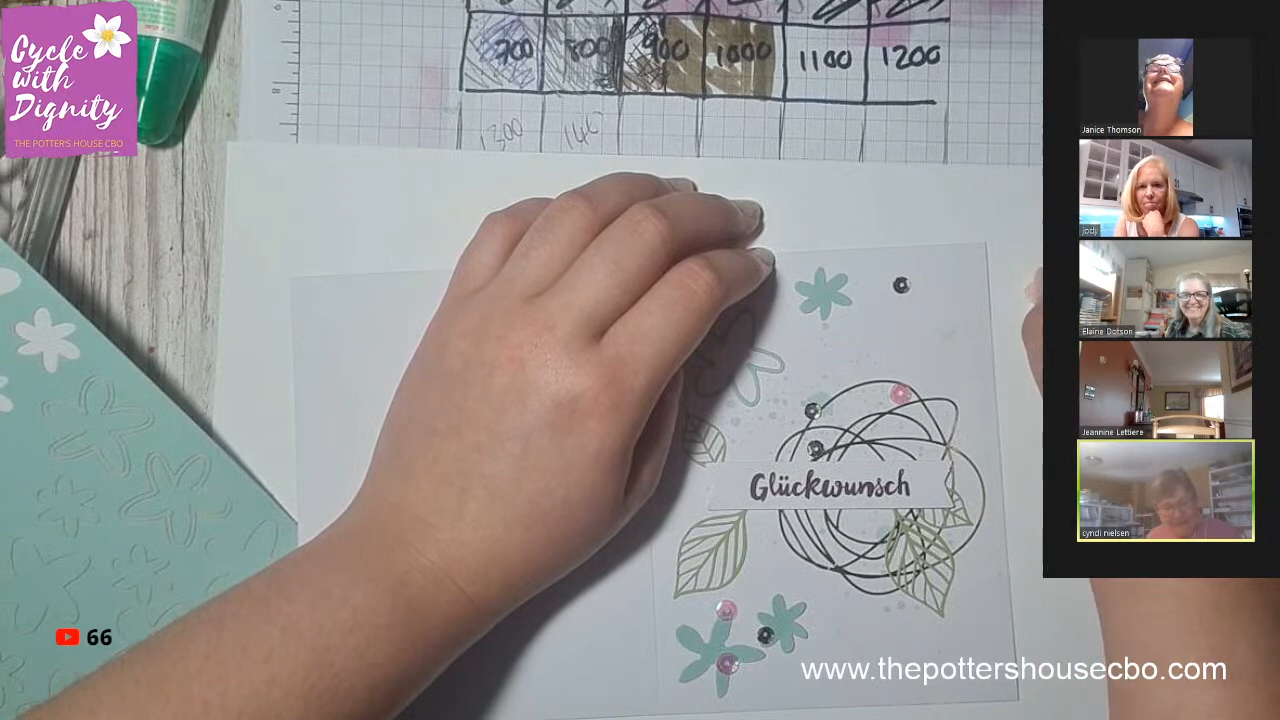 Cycle
with
Dignity
THE POTTER'S HOUSE CBO
700 800 900 1000 1100 1200
1300
Glückwunsch
66
www.thepottershousecbo.com
Janice Thomson
jody
Elaine Dotson
Jeannine Lettiere
cyndi nielsen